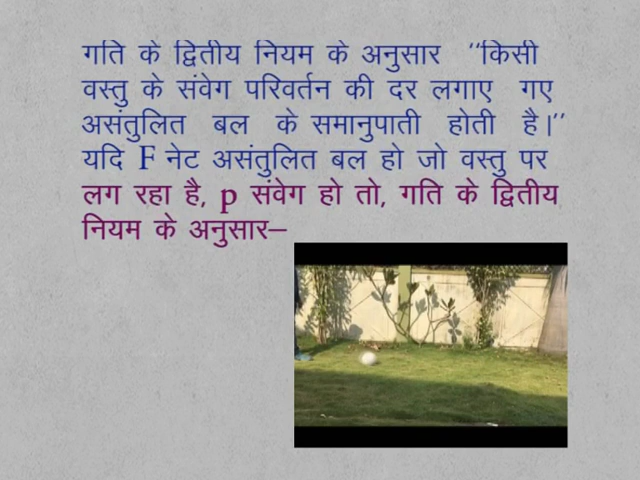 गति के द्वितीय नियम के अनुसार ''किसी
वस्तु के संवेग परिवर्तन की दर लगाए गए
असंतुलित बल के समानुपाती होती है।''
यदि F नेट असंतुलित बल हो जो वस्तु पर
लग रहा है, p संवेग हो तो, गति के द्वितीय
नियम के अनुसार–